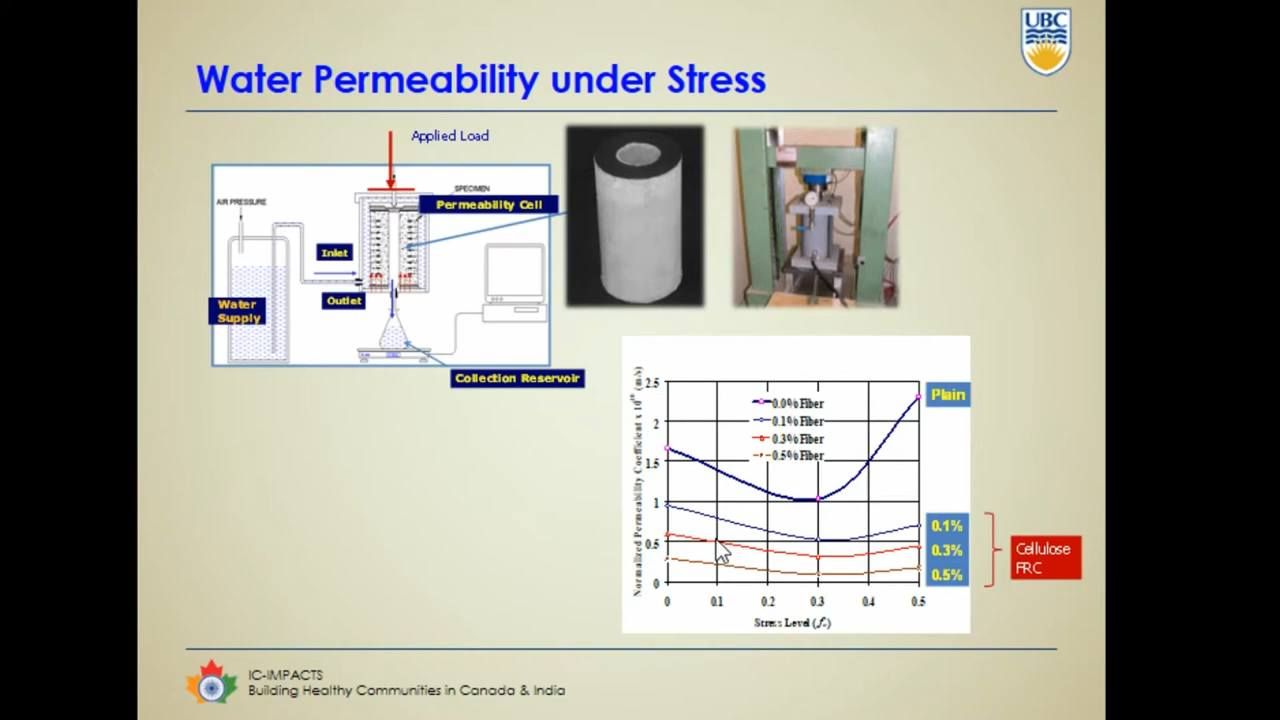 UBC
Water Permeability under Stress
Applied Load
SPECIMEN
AIR PRESSURE
Permeability Cell
Inlet
Outlet
Water
Supply
Collection Reservoir
Normalized Permeability Coefficient x 10¹⁰ (m/s)
2.5
2
1.5
1
0.5
0
0.0% Fiber
0.1% Fiber
0.3% Fiber
0.5% Fiber
0 0.1 0.2 0.3 0.4 0.5
Stress Level (fᵤ)
Plain
0.1%
0.3%
0.5%
Cellulose
FRC
IC-IMPACTS
Building Healthy Communities in Canada & India